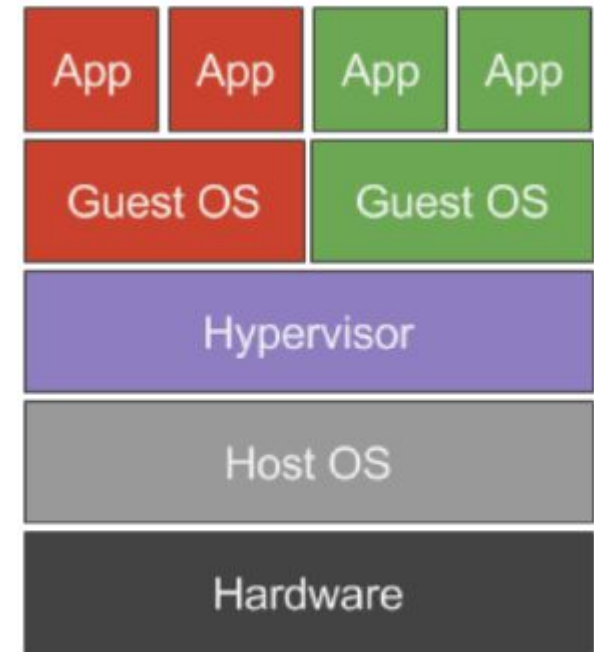 App App App App
Guest OS Guest OS
Hypervisor
Host OS
Hardware